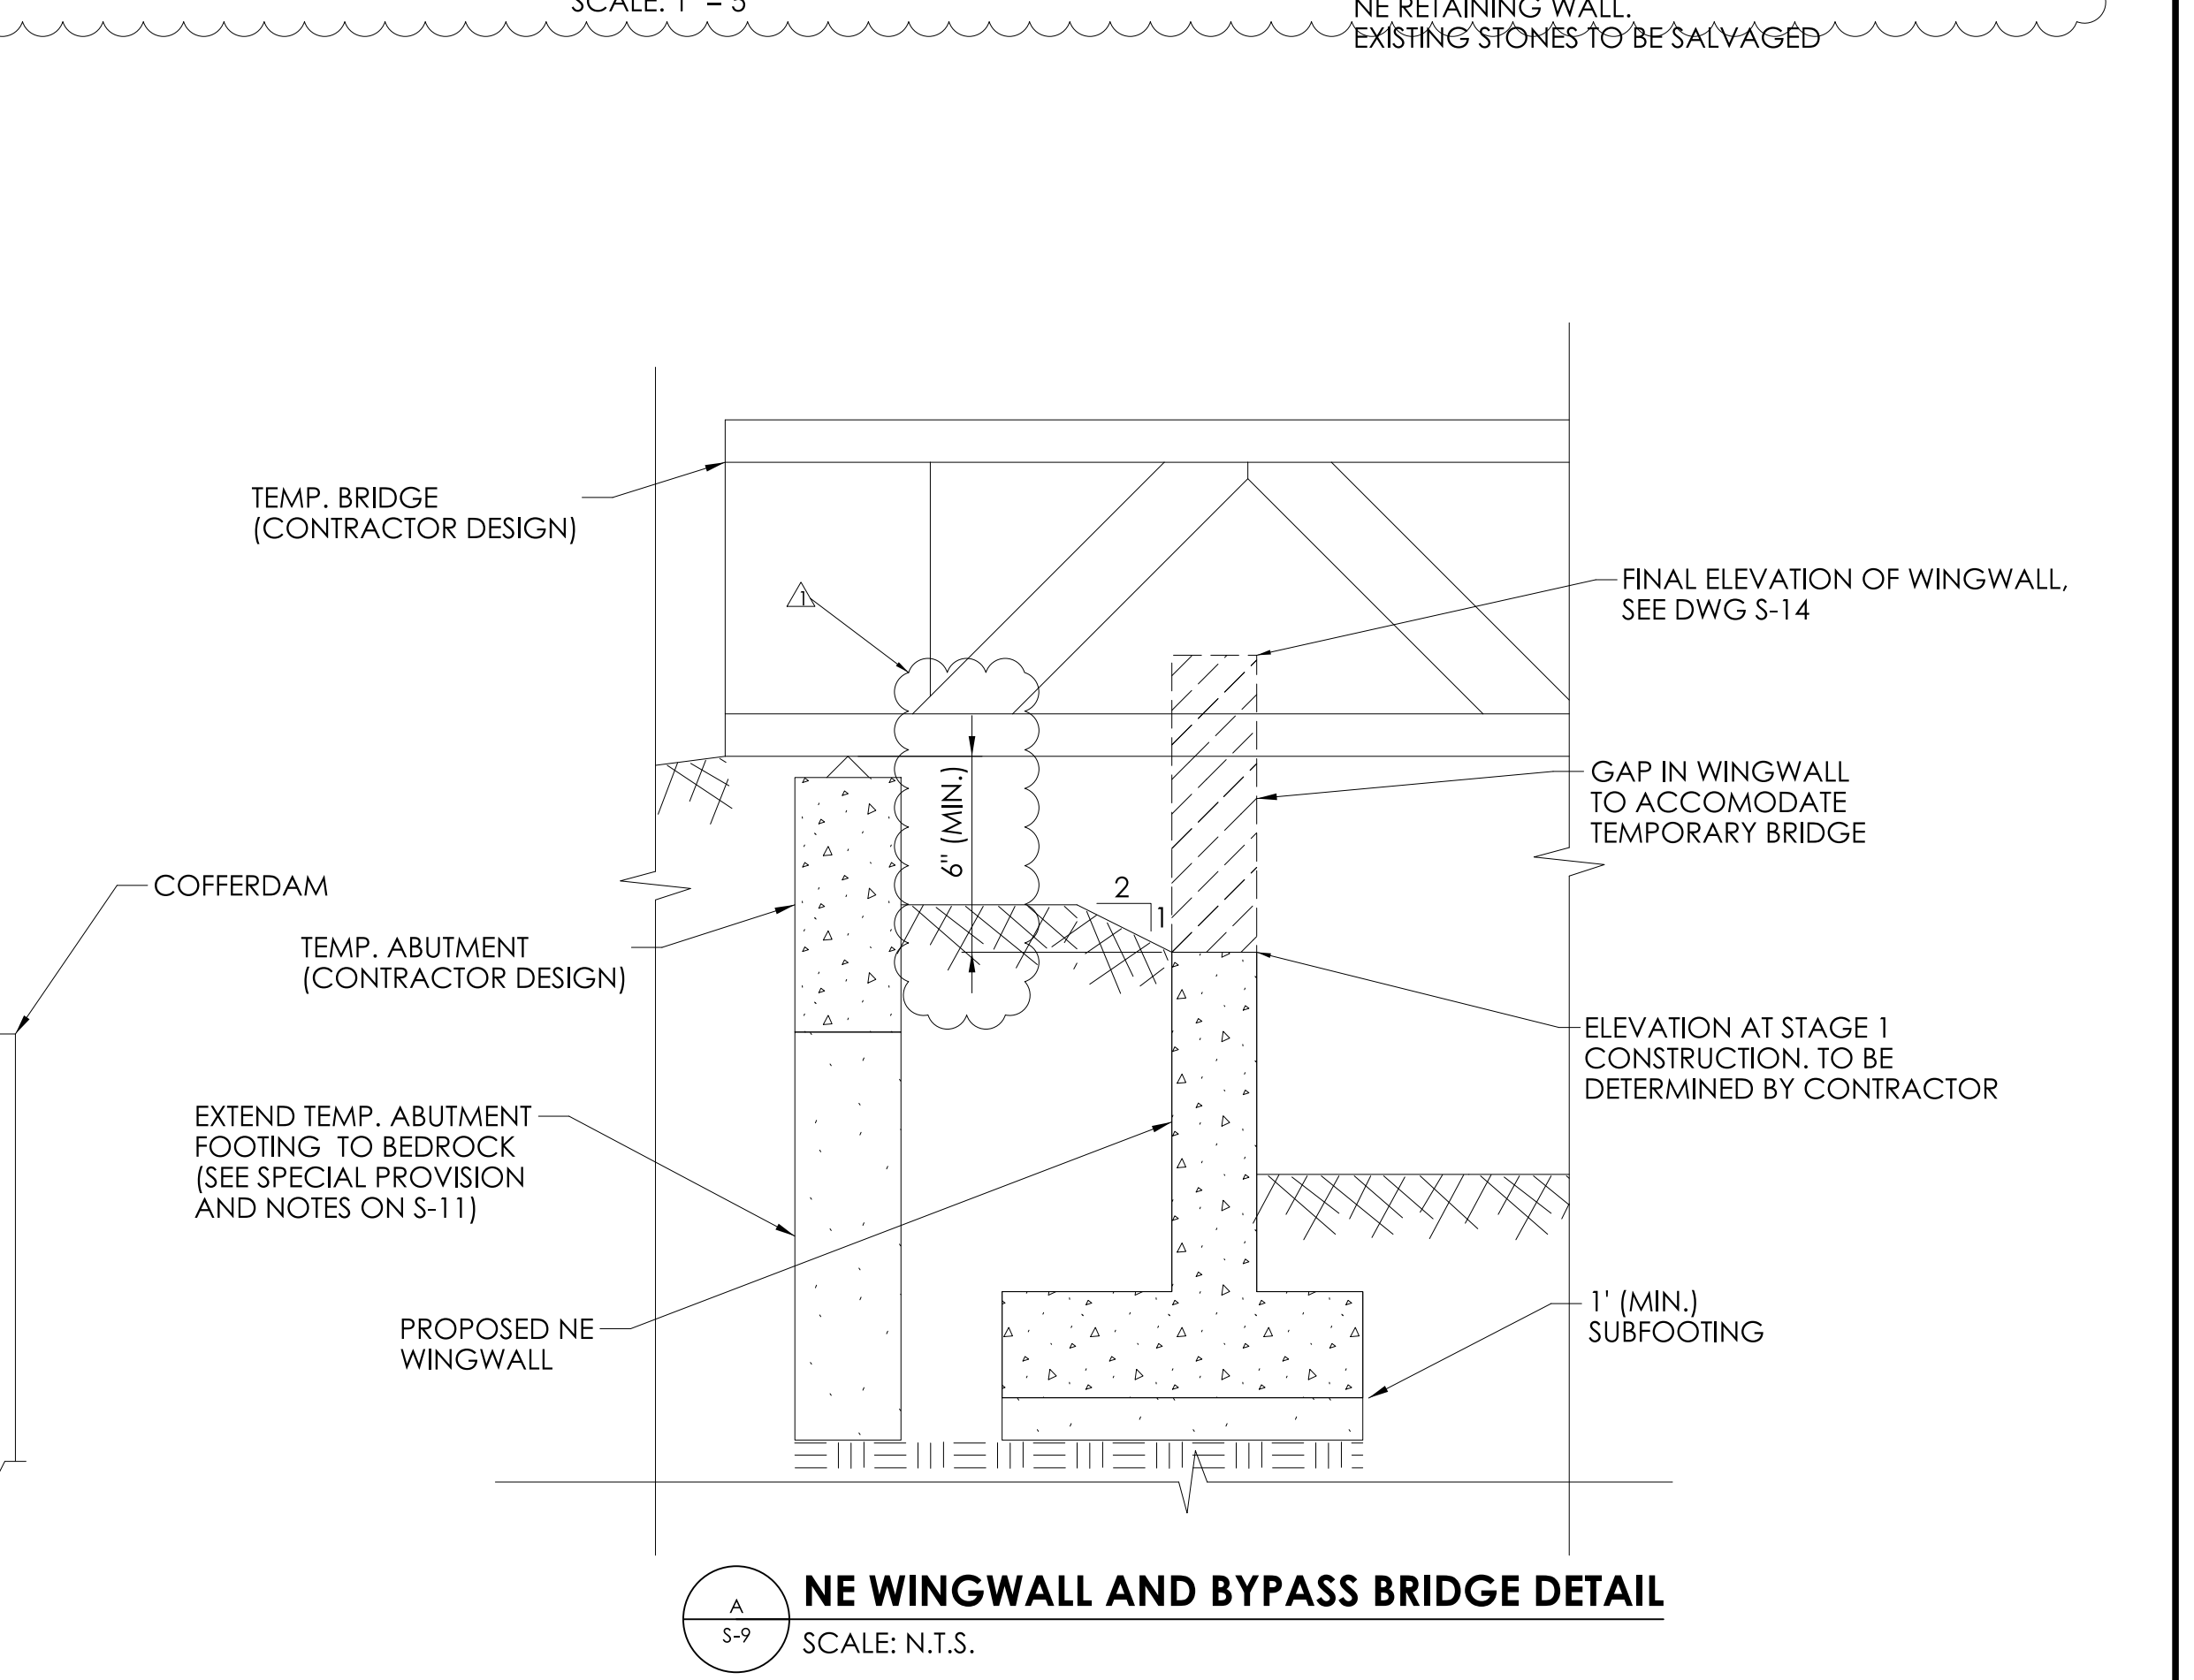 SCALE: 1" = 5'
NE RETAINING WALL.
EXISTING STONES TO BE SALVAGED
TEMP. BRIDGE
(CONTRACTOR DESIGN)
1
FINAL ELEVATION OF WINGWALL,
SEE DWG S-14
6" (MIN.)
GAP IN WINGWALL
TO ACCOMODATE
TEMPORARY BRIDGE
COFFERDAM
2
1
TEMP. ABUTMENT
(CONTRACTOR DESIGN)
ELEVATION AT STAGE 1
CONSTRUCTION. TO BE
DETERMINED BY CONTRACTOR
EXTEND TEMP. ABUTMENT
FOOTING TO BEDROCK
(SEE SPECIAL PROVISION
AND NOTES ON S-11)
PROPOSED NE
WINGWALL
1' (MIN.)
SUBFOOTING
A
S-9
NE WINGWALL AND BYPASS BRIDGE DETAIL
SCALE: N.T.S.